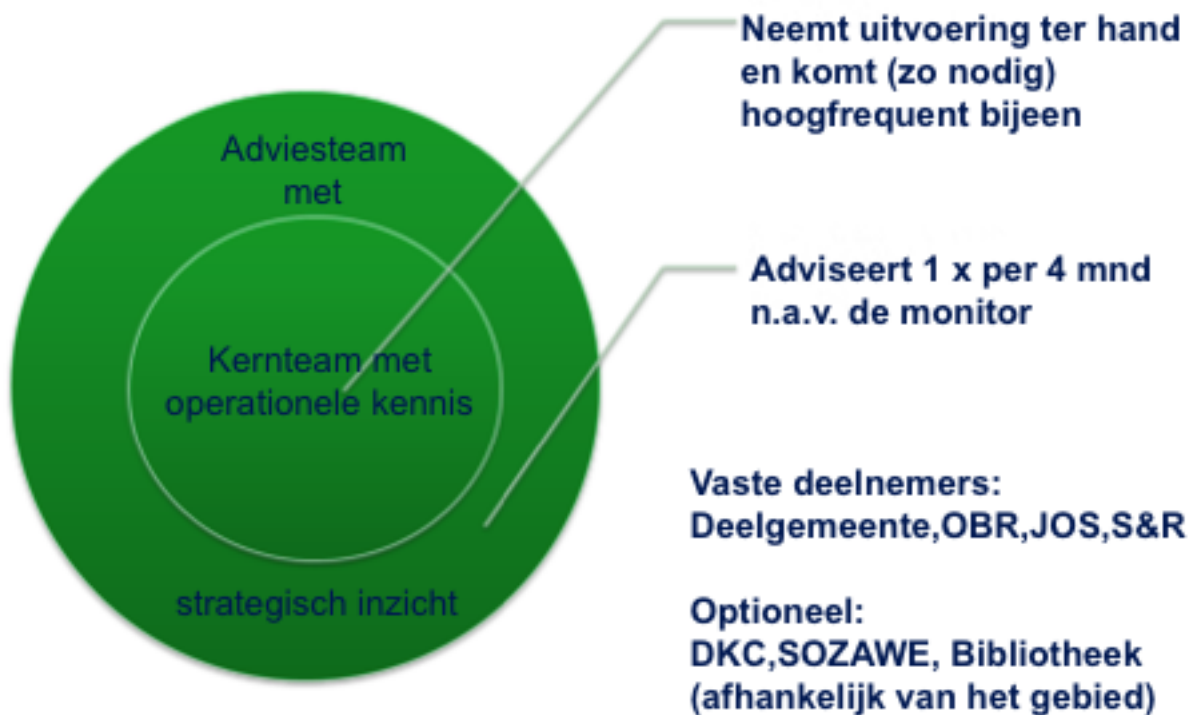 Neemt uitvoering ter hand
en komt (zo nodig)
hoogfrequent bijeen
Adviesteam
met
Kernteam met
operationele kennis
strategisch inzicht
Adviseert 1 x per 4 mnd
n.a.v. de monitor
Vaste deelnemers:
Deelgemeente,OBR,JOS,S&R
Optioneel:
DKC,SOZAWE, Bibliotheek
(afhankelijk van het gebied)